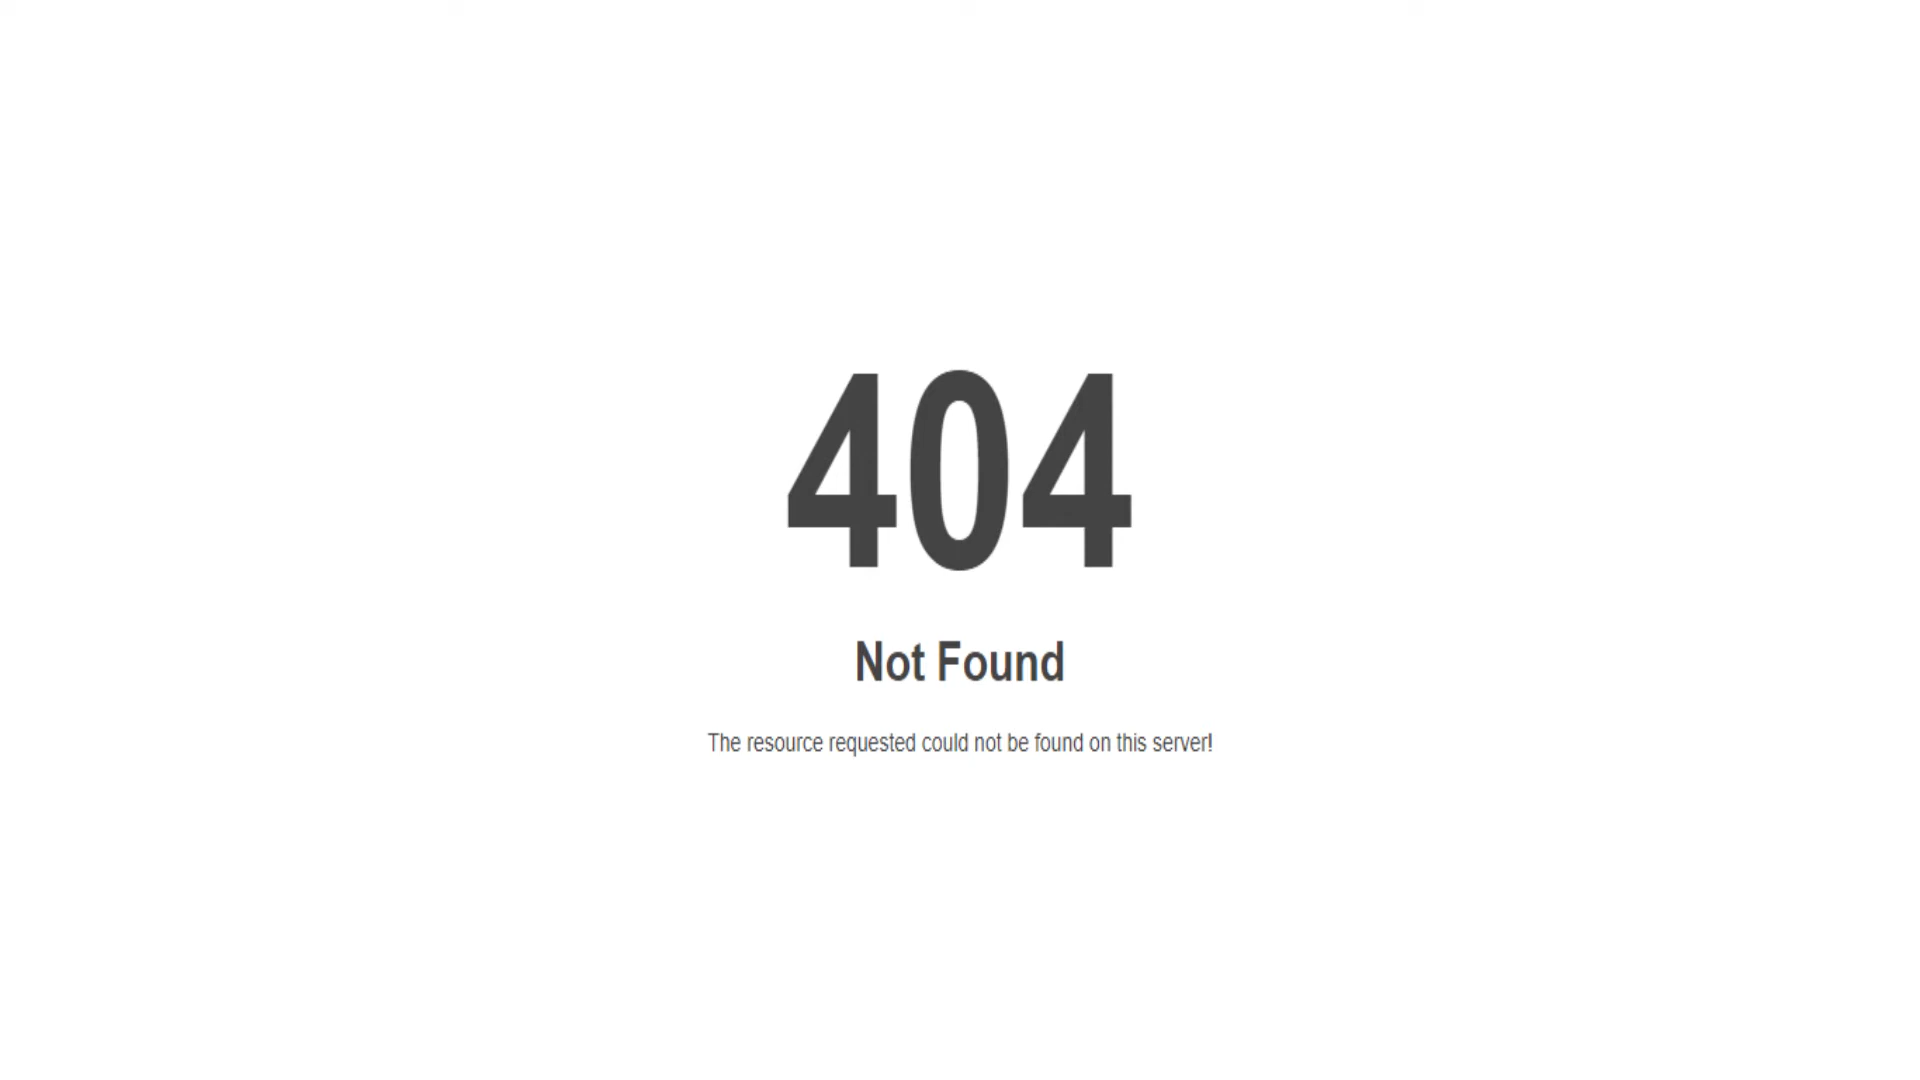 404
Not Found
The resource requested could not be found on this server!